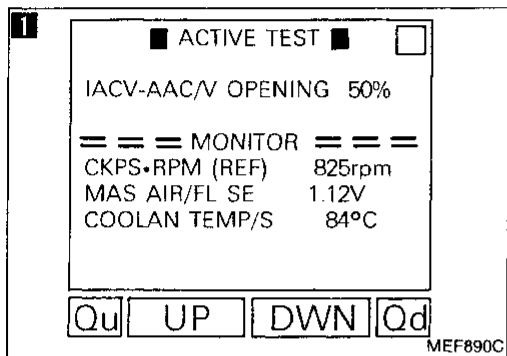 1
■ ACTIVE TEST ■
IACV-AAC/V OPENING 50%
= = = MONITOR = = =
CKPS•RPM (REF) 825rpm
MAS AIR/FL SE 1.12V
COOLAN TEMP/S 84°C
Qu UP DWN Qd
MEF890C